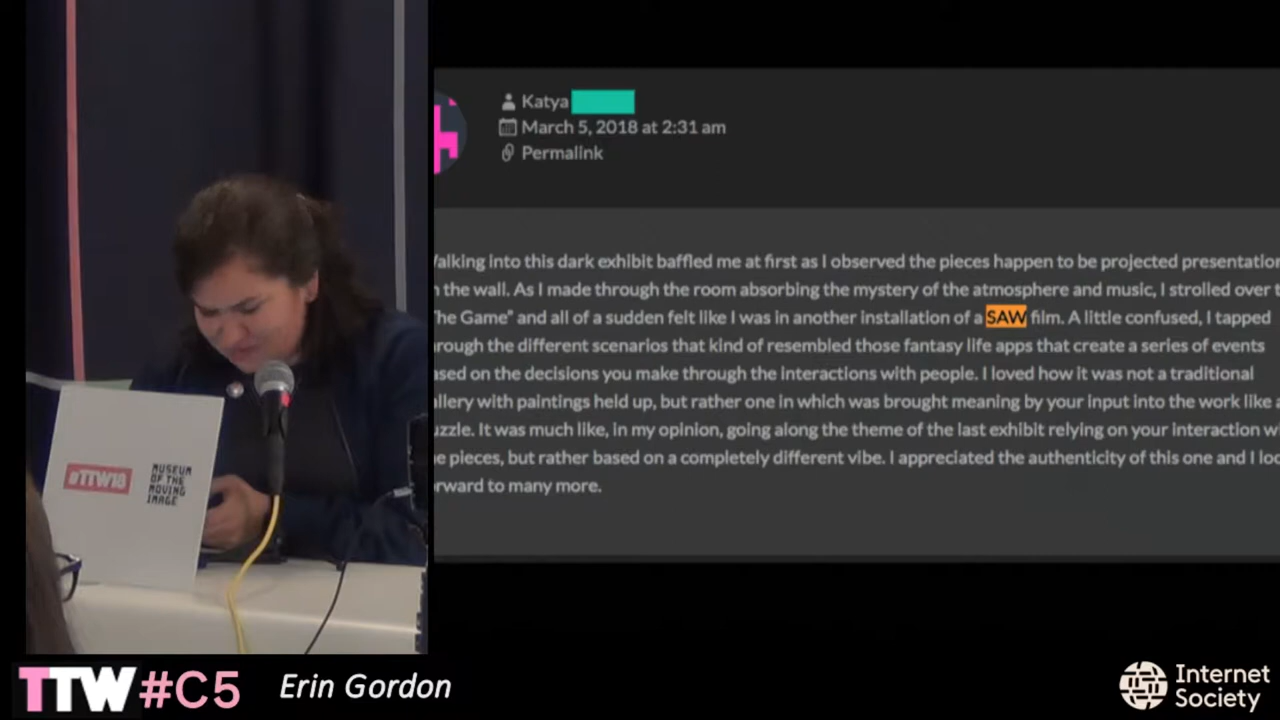 Katya
March 5, 2018 at 2:31 am
Permalink
alking into this dark exhibit baffled me at first as I observed the pieces happen to be projected presentation
n the wall. As I made through the room absorbing the mystery of the atmosphere and music, I strolled over t
he Game" and all of a sudden felt like I was in another installation of a SAW film. A little confused, I tapped
rough the different scenarios that kind of resembled those fantasy life apps that create a series of events
ased on the decisions you make through the interactions with people. I loved how it was not a traditional
llery with paintings held up, but rather one in which was brought meaning by your input into the work like a
uzzle. It was much like, in my opinion, going along the theme of the last exhibit relying on your interaction w
e pieces, but rather based on a completely different vibe. I appreciated the authenticity of this one and I loo
rward to many more.
#TTW18
MUSEUM
OF THE
MOVING
IMAGE
TTW #C5
Erin Gordon
Internet
Society